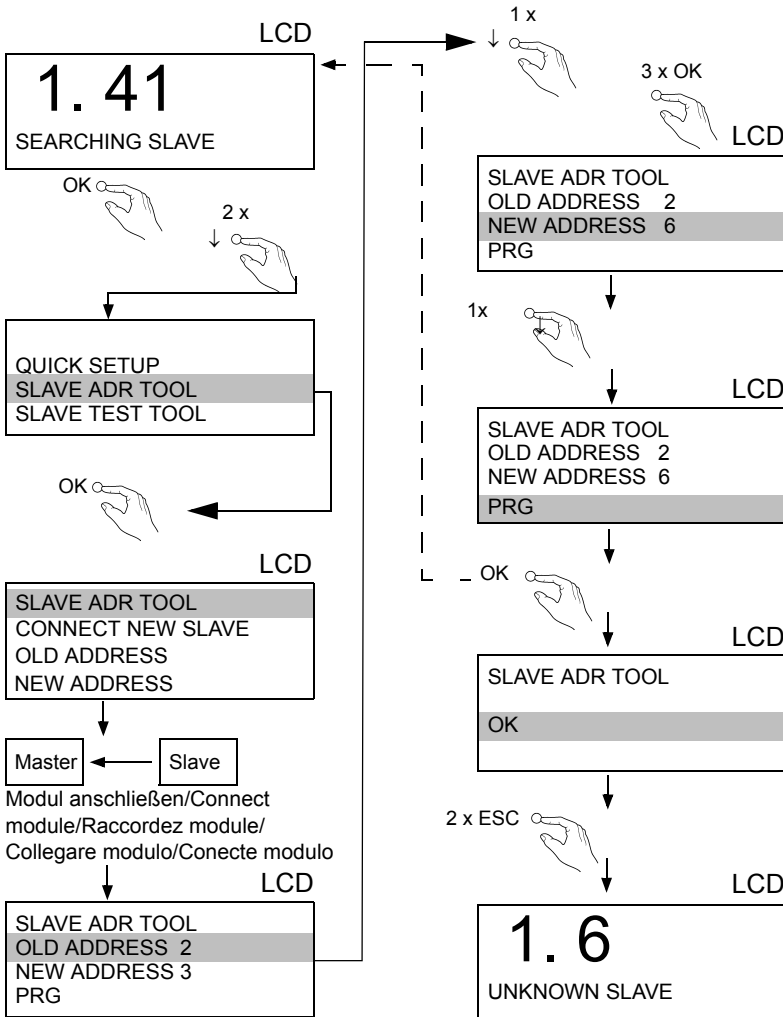 LCD
1. 41
SEARCHING SLAVE
OK
2 x
↓
QUICK SETUP
SLAVE ADR TOOL
SLAVE TEST TOOL
OK
LCD
SLAVE ADR TOOL
CONNECT NEW SLAVE
OLD ADDRESS
NEW ADDRESS
Master
Slave
Modul anschließen/Connect
module/Raccordez module/
Collegare modulo/Conecte modulo
LCD
SLAVE ADR TOOL
OLD ADDRESS 2
NEW ADDRESS 3
PRG
1 x
↓
3 x OK
LCD
SLAVE ADR TOOL
OLD ADDRESS 2
NEW ADDRESS 6
PRG
1x
LCD
SLAVE ADR TOOL
OLD ADDRESS 2
NEW ADDRESS 6
PRG
OK
LCD
SLAVE ADR TOOL
OK
2 x ESC
LCD
1. 6
UNKNOWN SLAVE